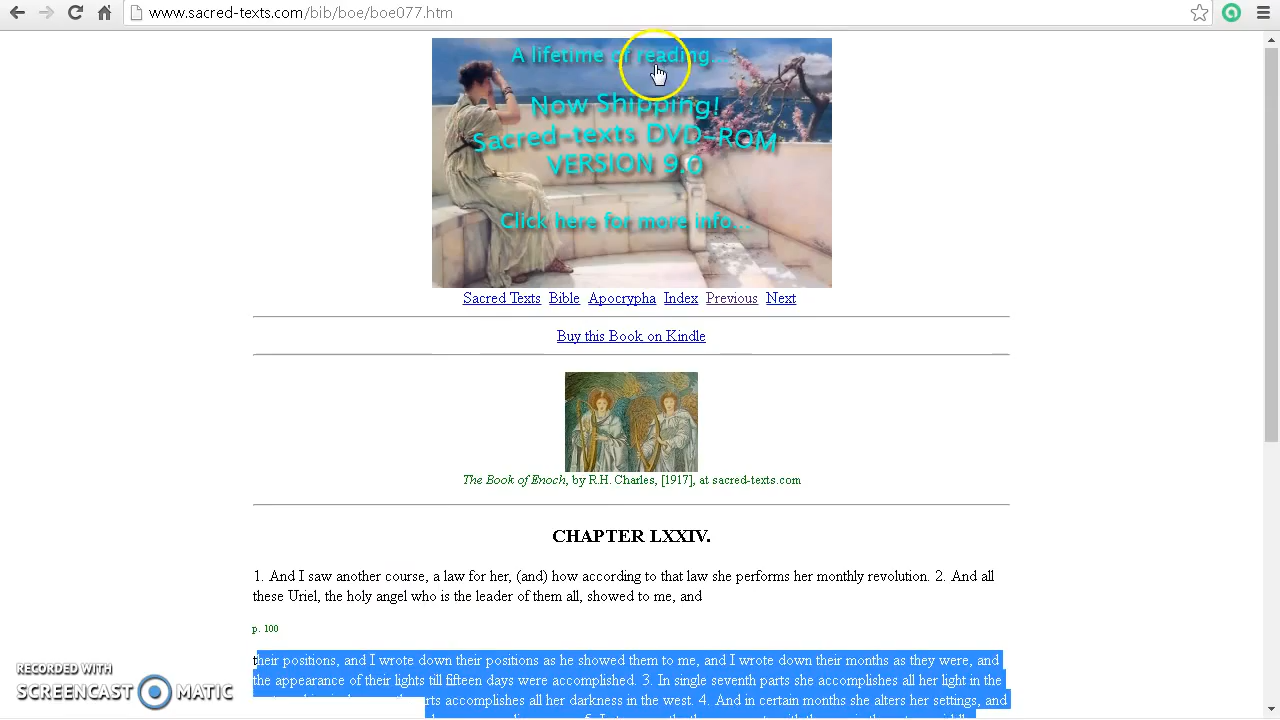 www.sacred-texts.com/bib/boe/boe077.htm
A lifetime of reading...
Now Shipping!
Sacred-texts DVD-ROM
VERSION 9.0
Click here for more info...
Sacred Texts Bible Apocrypha Index Previous Next
Buy this Book on Kindle
The Book of Enoch, by R.H. Charles, [1917], at sacred-texts.com
CHAPTER LXXIV.
1. And I saw another course, a law for her, (and) how according to that law she performs her monthly revolution. 2. And all
these Uriel, the holy angel who is the leader of them all, showed to me, and
p. 100
their positions, and I wrote down their positions as he showed them to me, and I wrote down their months as they were, and
the appearance of their lights till fifteen days were accomplished. 3. In single seventh parts she accomplishes all her light in the
accomplishes all her darkness in the west. 4. And in certain months she alters her settings, and
RECORDED WITH
SCREENCAST MATIC